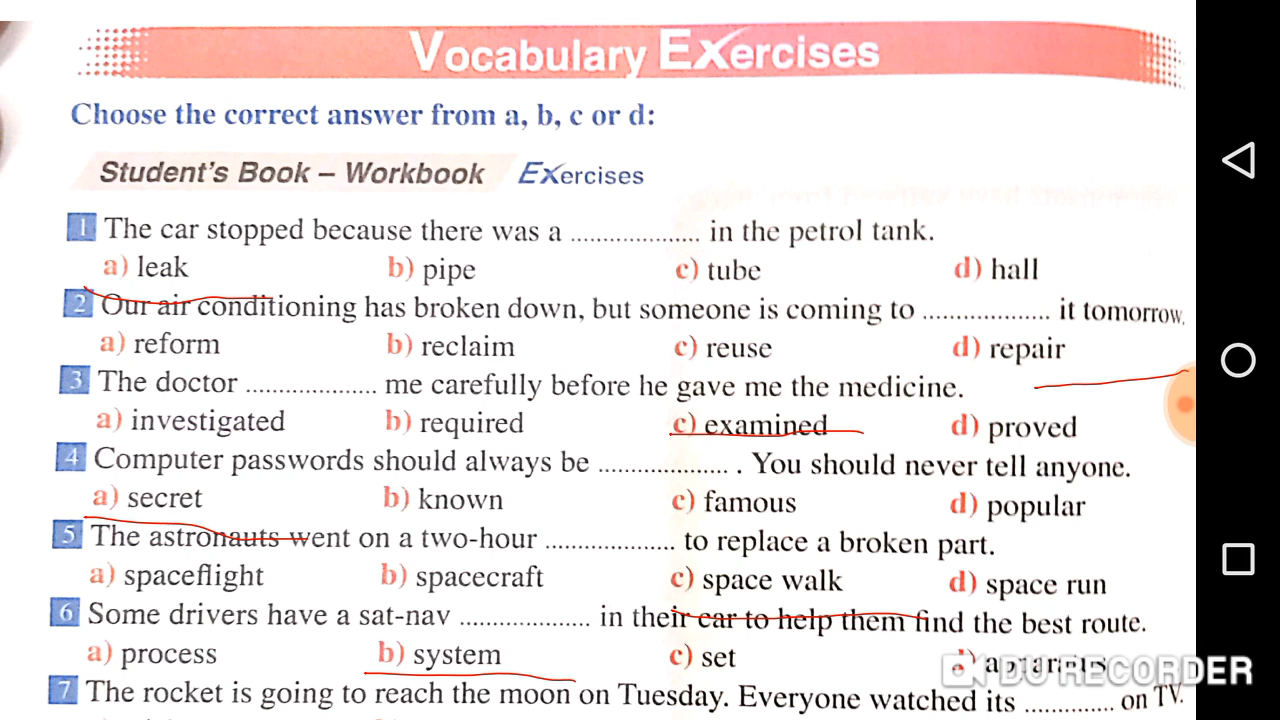 Vocabulary Exercises
Choose the correct answer from a, b, c or d:
Student's Book – Workbook Exercises
1 The car stopped because there was a .................. in the petrol tank.
a) leak b) pipe c) tube d) hall
2 Our air conditioning has broken down, but someone is coming to .................. it tomorrow.
a) reform b) reclaim c) reuse d) repair
3 The doctor .................. me carefully before he gave me the medicine.
a) investigated b) required c) examined d) proved
4 Computer passwords should always be .................. . You should never tell anyone.
a) secret b) known c) famous d) popular
5 The astronauts went on a two-hour .................. to replace a broken part.
a) spaceflight b) spacecraft c) space walk d) space run
6 Some drivers have a sat-nav .................. in their car to help them find the best route.
a) process b) system c) set d) apparatus
DU RECORDER
7 The rocket is going to reach the moon on Tuesday. Everyone watched its ............. on TV.